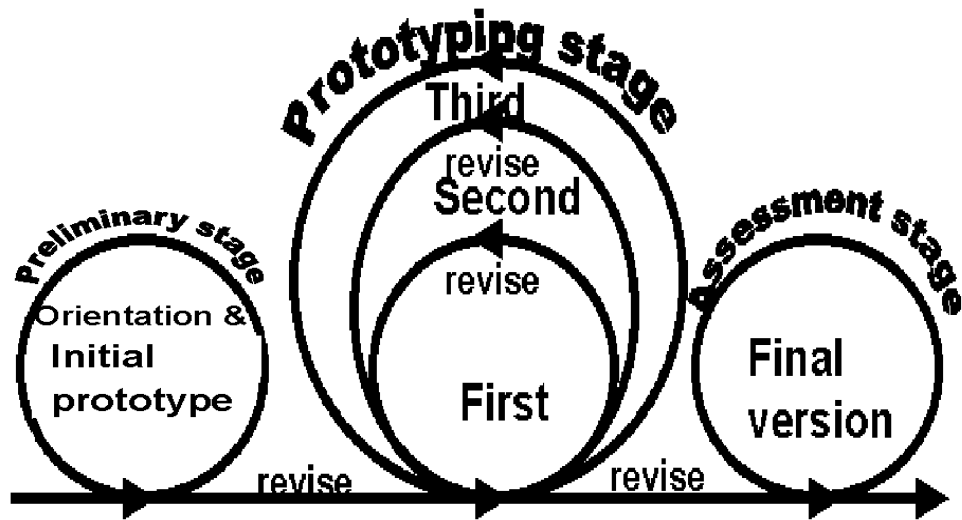 Preliminary stage
Orientation &
Initial
prototype
revise
Prototyping stage
Third
revise
Second
revise
First
revise
Assessment stage
Final
version